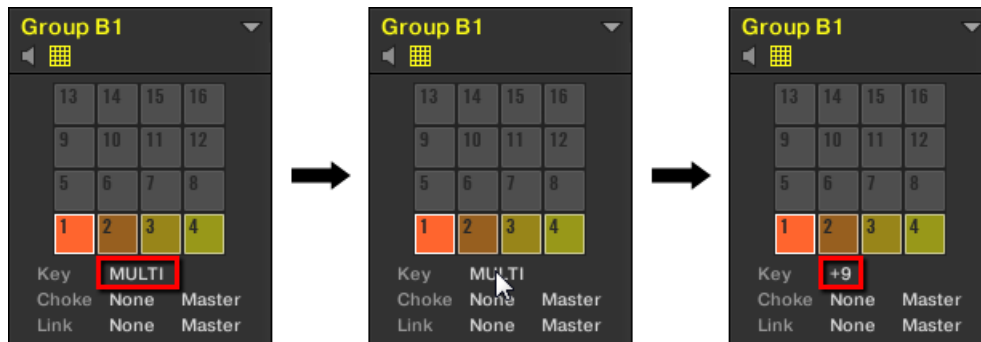 Group B1
13 14 15 16
9 10 11 12
5 6 7 8
1 2 3 4
Key MULTI
Choke None Master
Link None Master
Group B1
13 14 15 16
9 10 11 12
5 6 7 8
1 2 3 4
Key MULTI
Choke None Master
Link None Master
Group B1
13 14 15 16
9 10 11 12
5 6 7 8
1 2 3 4
Key +9
Choke None Master
Link None Master